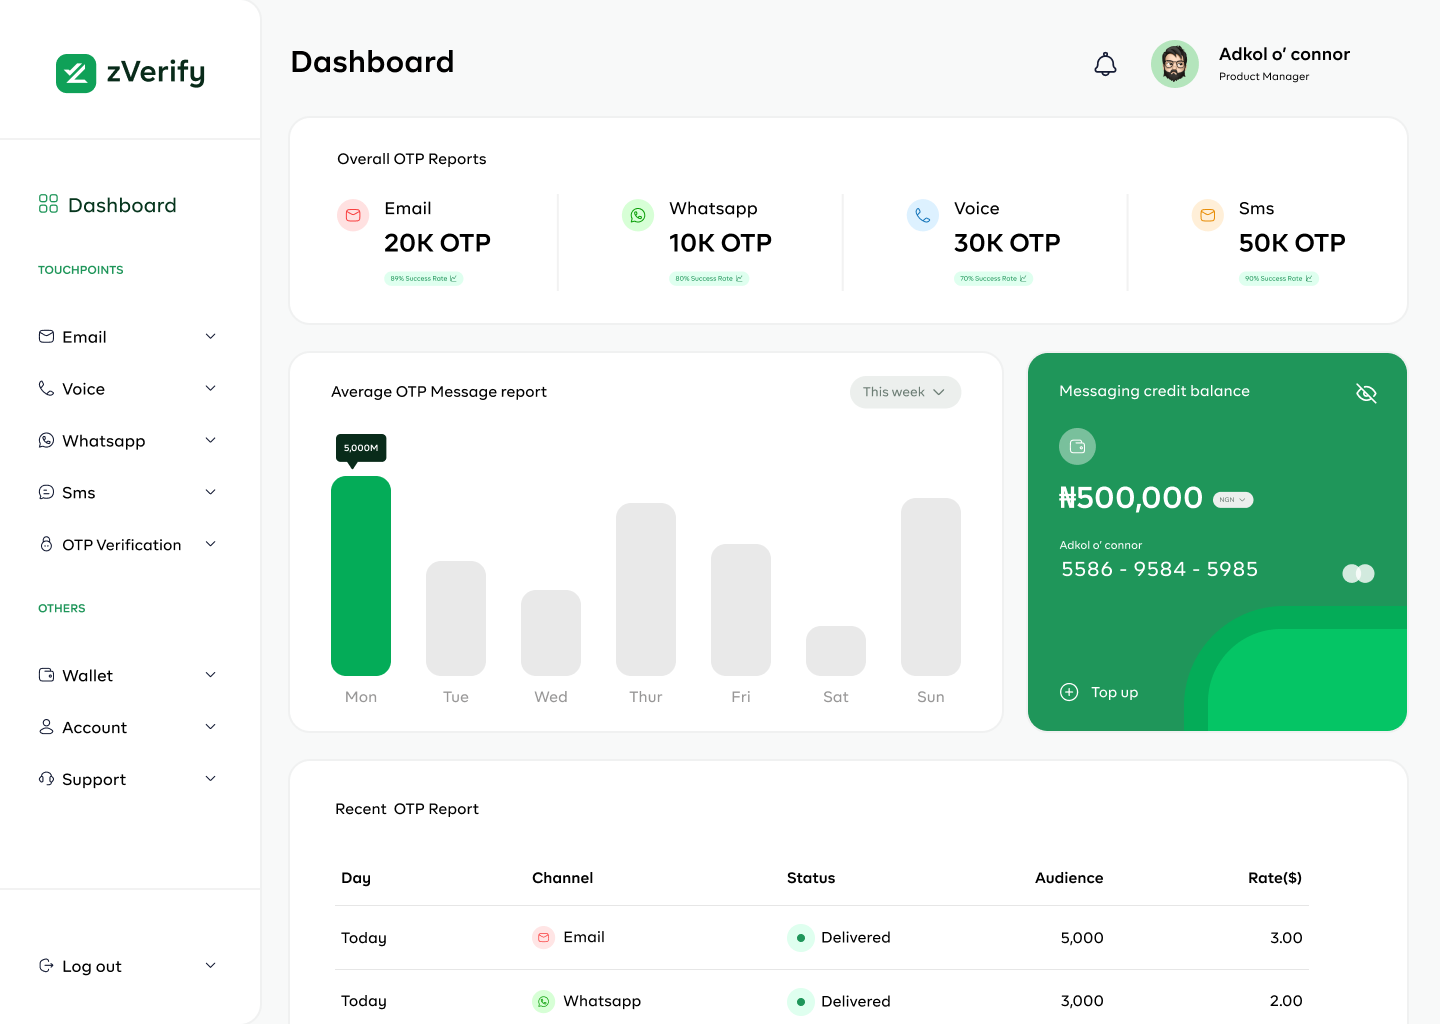 zVerify
Dashboard
TOUCHPOINTS
Email
Voice
Whatsapp
Sms
OTP Verification
OTHERS
Wallet
Account
Support
Log out
Dashboard
Adkol o' connor
Product Manager
Overall OTP Reports
Email
20K OTP
89% Success Rate
Whatsapp
10K OTP
80% Success Rate
Voice
30K OTP
70% Success Rate
Sms
50K OTP
90% Success Rate
Average OTP Message report
This week
5,000M
Mon Tue Wed Thur Fri Sat Sun
Messaging credit balance
₦500,000 NGN
Adkol o' connor
5586 - 9584 - 5985
Top up
Recent OTP Report
Day Channel Status Audience Rate($)
Today Email Delivered 5,000 3.00
Today Whatsapp Delivered 3,000 2.00